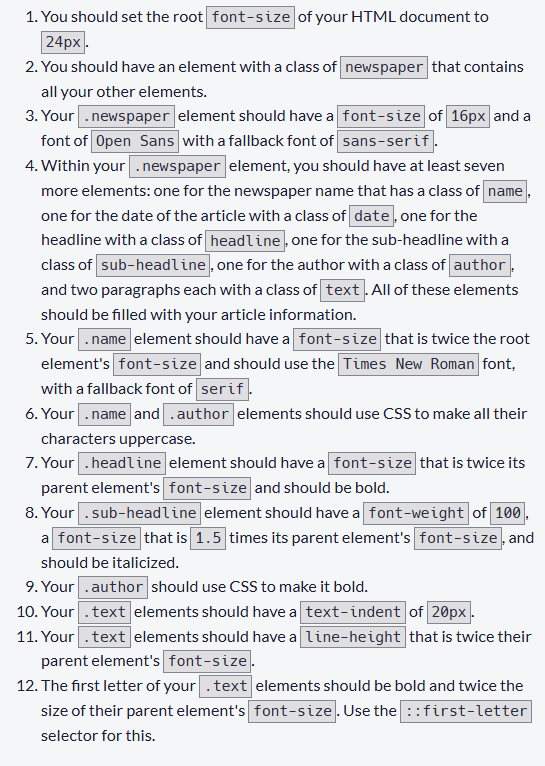 1. You should set the root font-size of your HTML document to
24px.
2. You should have an element with a class of newspaper that contains
all your other elements.
3. Your .newspaper element should have a font-size of 16px and a
font of Open Sans with a fallback font of sans-serif.
4. Within your .newspaper element, you should have at least seven
more elements: one for the newspaper name that has a class of name,
one for the date of the article with a class of date, one for the
headline with a class of headline, one for the sub-headline with a
class of sub-headline, one for the author with a class of author,
and two paragraphs each with a class of text. All of these elements
should be filled with your article information.
5. Your .name element should have a font-size that is twice the root
element's font-size and should use the Times New Roman font,
with a fallback font of serif.
6. Your .name and .author elements should use CSS to make all their
characters uppercase.
7. Your .headline element should have a font-size that is twice its
parent element's font-size and should be bold.
8. Your .sub-headline element should have a font-weight of 100,
a font-size that is 1.5 times its parent element's font-size, and
should be italicized.
9. Your .author should use CSS to make it bold.
10. Your .text elements should have a text-indent of 20px.
11. Your .text elements should have a line-height that is twice their
parent element's font-size.
12. The first letter of your .text elements should be bold and twice the
size of their parent element's font-size. Use the ::first-letter
selector for this.